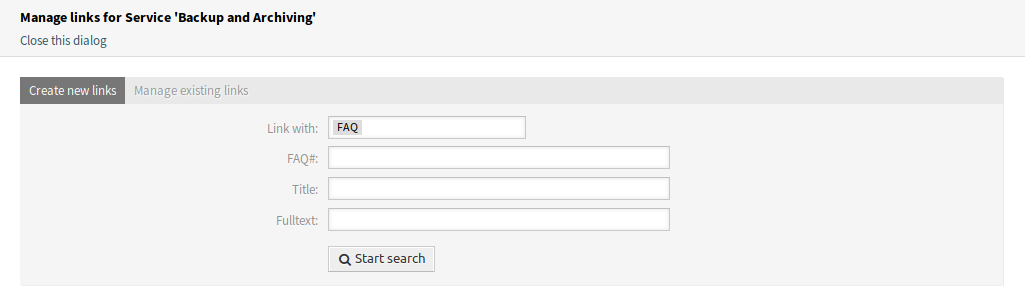 Manage links for Service 'Backup and Archiving'
Close this dialog
Create new links Manage existing links
Link with: FAQ
FAQ#:
Title:
Fulltext:
Start search